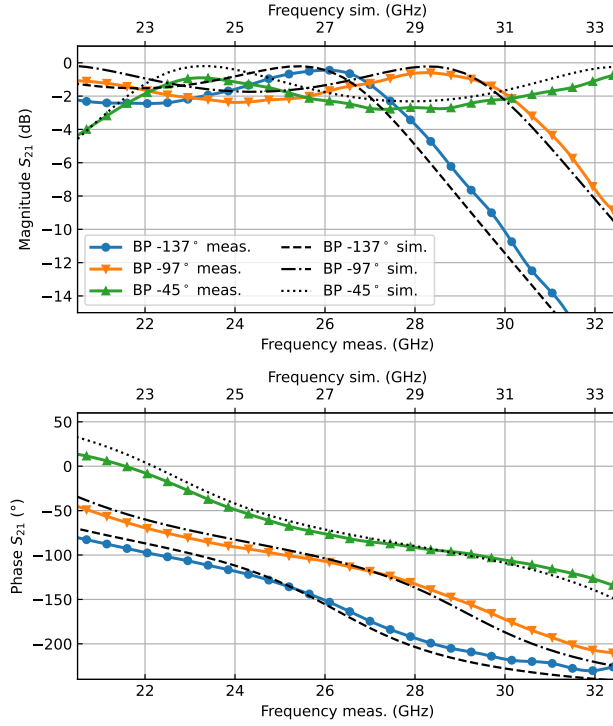 Frequency sim. (GHz)
23 25 27 29 31 33
0
−2
−4
−6
−8
−10
−12
−14
Magnitude S21 (dB)
BP -137° meas. BP -137° sim.
BP -97° meas. BP -97° sim.
BP -45° meas. BP -45° sim.
22 24 26 28 30 32
Frequency meas. (GHz)
Frequency sim. (GHz)
23 25 27 29 31 33
50
0
−50
−100
−150
−200
Phase S21 (°)
22 24 26 28 30 32
Frequency meas. (GHz)